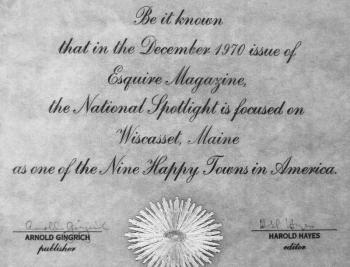 Be it known
that in the December 1970 issue of
Esquire Magazine,
the National Spotlight is focused on
Wiscasset, Maine
as one of the Nine Happy Towns in America.
ARNOLD GINGRICH
publisher
HAROLD HAYES
editor